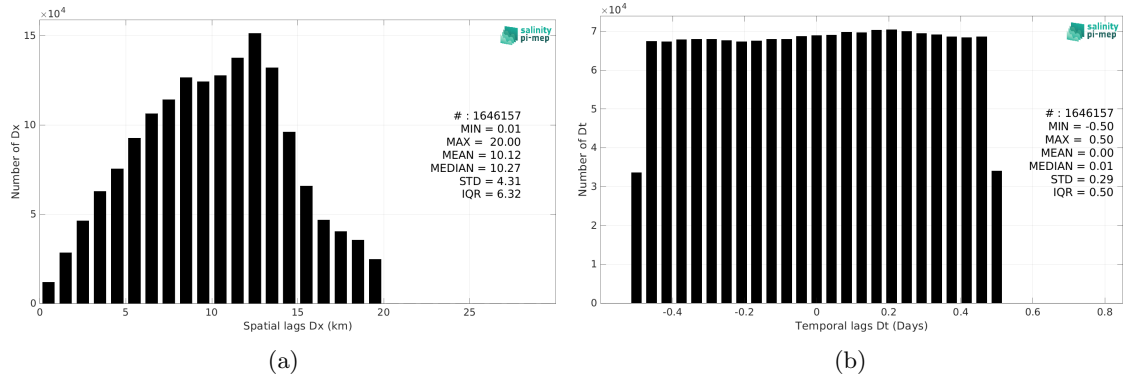 ×10⁴
15
10
5
0
Number of Dx
0 5 10 15 20 25
Spatial lags Dx (km)
salinity
pi-mep
# : 1646157
MIN = 0.01
MAX = 20.00
MEAN = 10.12
MEDIAN = 10.27
STD = 4.31
IQR = 6.32
(a)
×10⁴
7
6
5
4
3
2
1
0
Number of Dt
-0.4 -0.2 0 0.2 0.4 0.6 0.8
Temporal lags Dt (Days)
salinity
pi-mep
# : 1646157
MIN = -0.50
MAX = 0.50
MEAN = 0.00
MEDIAN = 0.01
STD = 0.29
IQR = 0.50
(b)